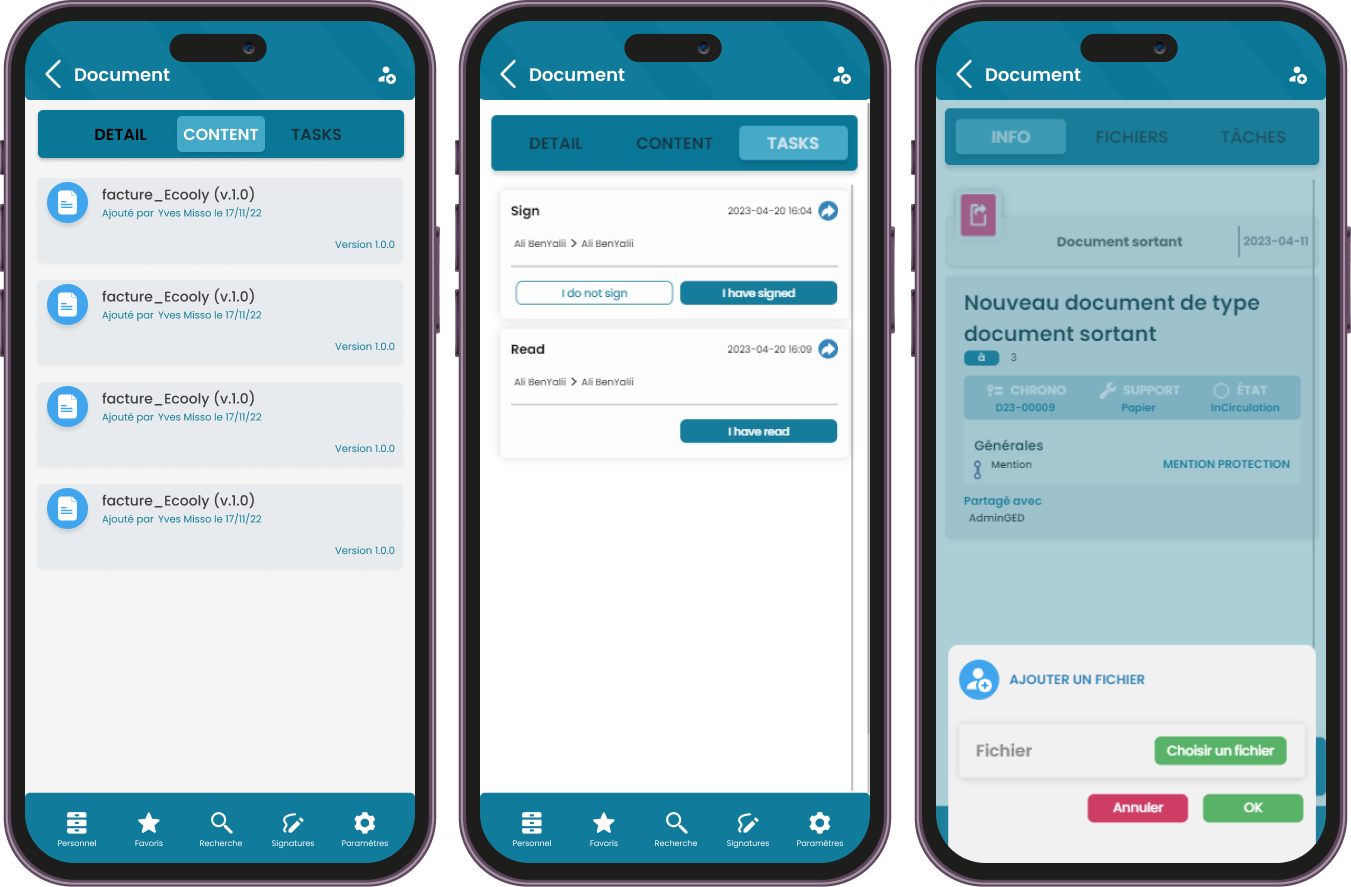 Document
DETAIL CONTENT TASKS
facture_Ecooly (v.1.0)
Ajouté par Yves Misso le 17/11/22
Version 1.0.0
facture_Ecooly (v.1.0)
Ajouté par Yves Misso le 17/11/22
Version 1.0.0
facture_Ecooly (v.1.0)
Ajouté par Yves Misso le 17/11/22
Version 1.0.0
facture_Ecooly (v.1.0)
Ajouté par Yves Misso le 17/11/22
Version 1.0.0
Personnel Favoris Recherche Signatures Paramètres
Document
DETAIL CONTENT TASKS
Sign 2023-04-20 16:04
Ali BenYalii > Ali BenYalii
I do not sign I have signed
Read 2023-04-20 16:09
Ali BenYalii > Ali BenYalii
I have read
Personnel Favoris Recherche Signatures Paramètres
Document
INFO FICHIERS TÂCHES
Document sortant 2023-04-11
Nouveau document de type
document sortant
à 3
CHRONO SUPPORT ÉTAT
D23-00009 Papier InCirculation
Générales
Mention MENTION PROTECTION
Partagé avec
AdminGED
AJOUTER UN FICHIER
Fichier Choisir un fichier
Annuler OK